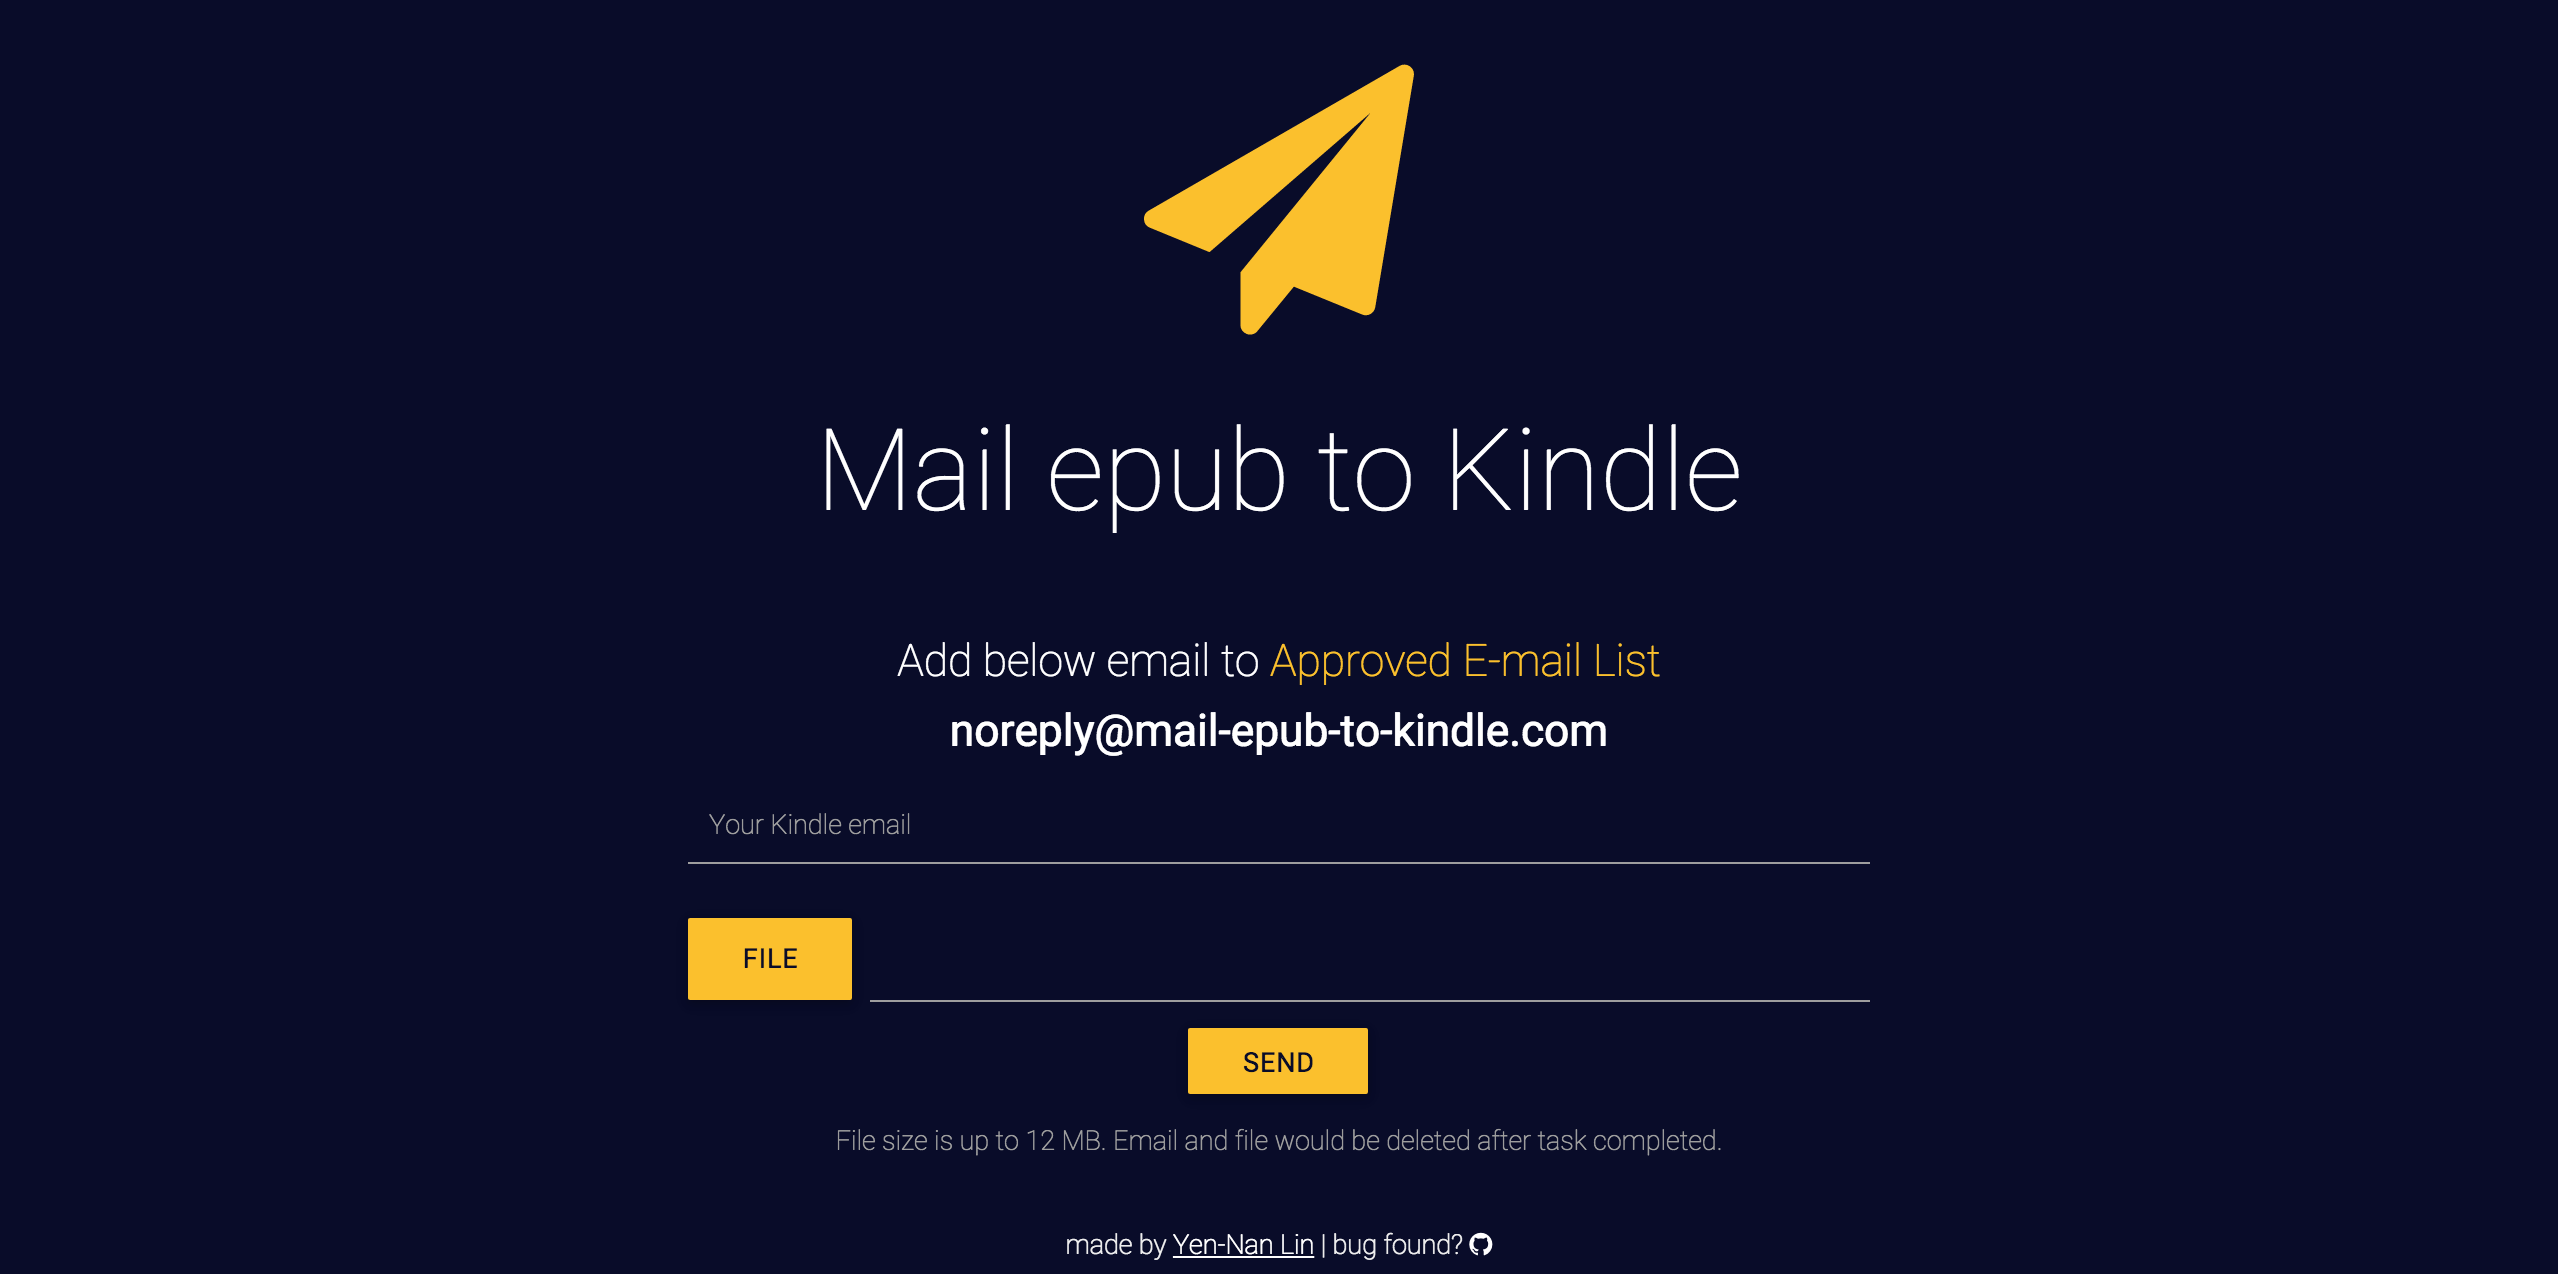 Mail epub to Kindle
Add below email to Approved E-mail List
noreply@mail-epub-to-kindle.com
Your Kindle email
FILE
SEND
File size is up to 12 MB. Email and file would be deleted after task completed.
made by Yen-Nan Lin | bug found?